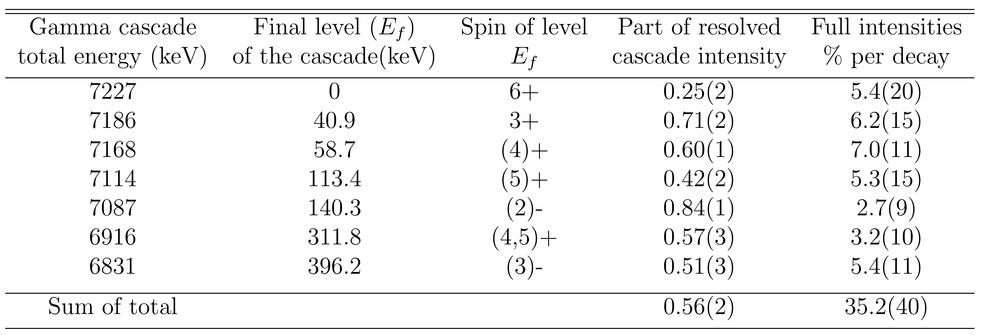 Gamma cascade Final level (E_f) Spin of level Part of resolved Full intensities
total energy (keV) of the cascade(keV) E_f cascade intensity % per decay
7227 0 6+ 0.25(2) 5.4(20)
7186 40.9 3+ 0.71(2) 6.2(15)
7168 58.7 (4)+ 0.60(1) 7.0(11)
7114 113.4 (5)+ 0.42(2) 5.3(15)
7087 140.3 (2)- 0.84(1) 2.7(9)
6916 311.8 (4,5)+ 0.57(3) 3.2(10)
6831 396.2 (3)- 0.51(3) 5.4(11)
Sum of total 0.56(2) 35.2(40)